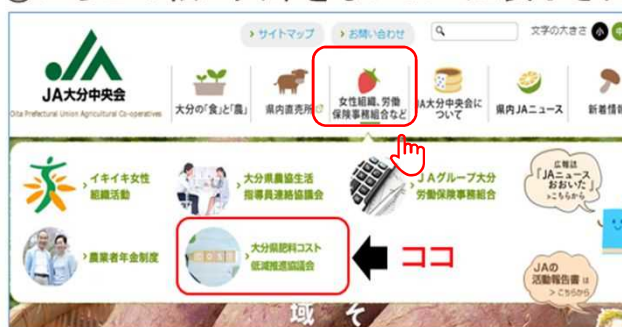 サイトマップ
お問い合わせ
文字の大きさ 小 中
JA大分中央会
Oita Prefectural Union Agricultural Co-operatives
大分の「食」と「農」
県内直売所
女性組織、労働
保険事務組合など
JA大分中央会に
ついて
県内JAニュース
新着情報
イキイキ女性
組織活動
大分県農協生活
指導員連絡協議会
JAグループ大分
労働保険事務組合
広報誌
『JAニュース
おおいた』
>こちらから
農業者年金制度
COST
大分県肥料コスト
低減推進協議会
ココ
JAの
活動報告書は
>こちらから
域 そ